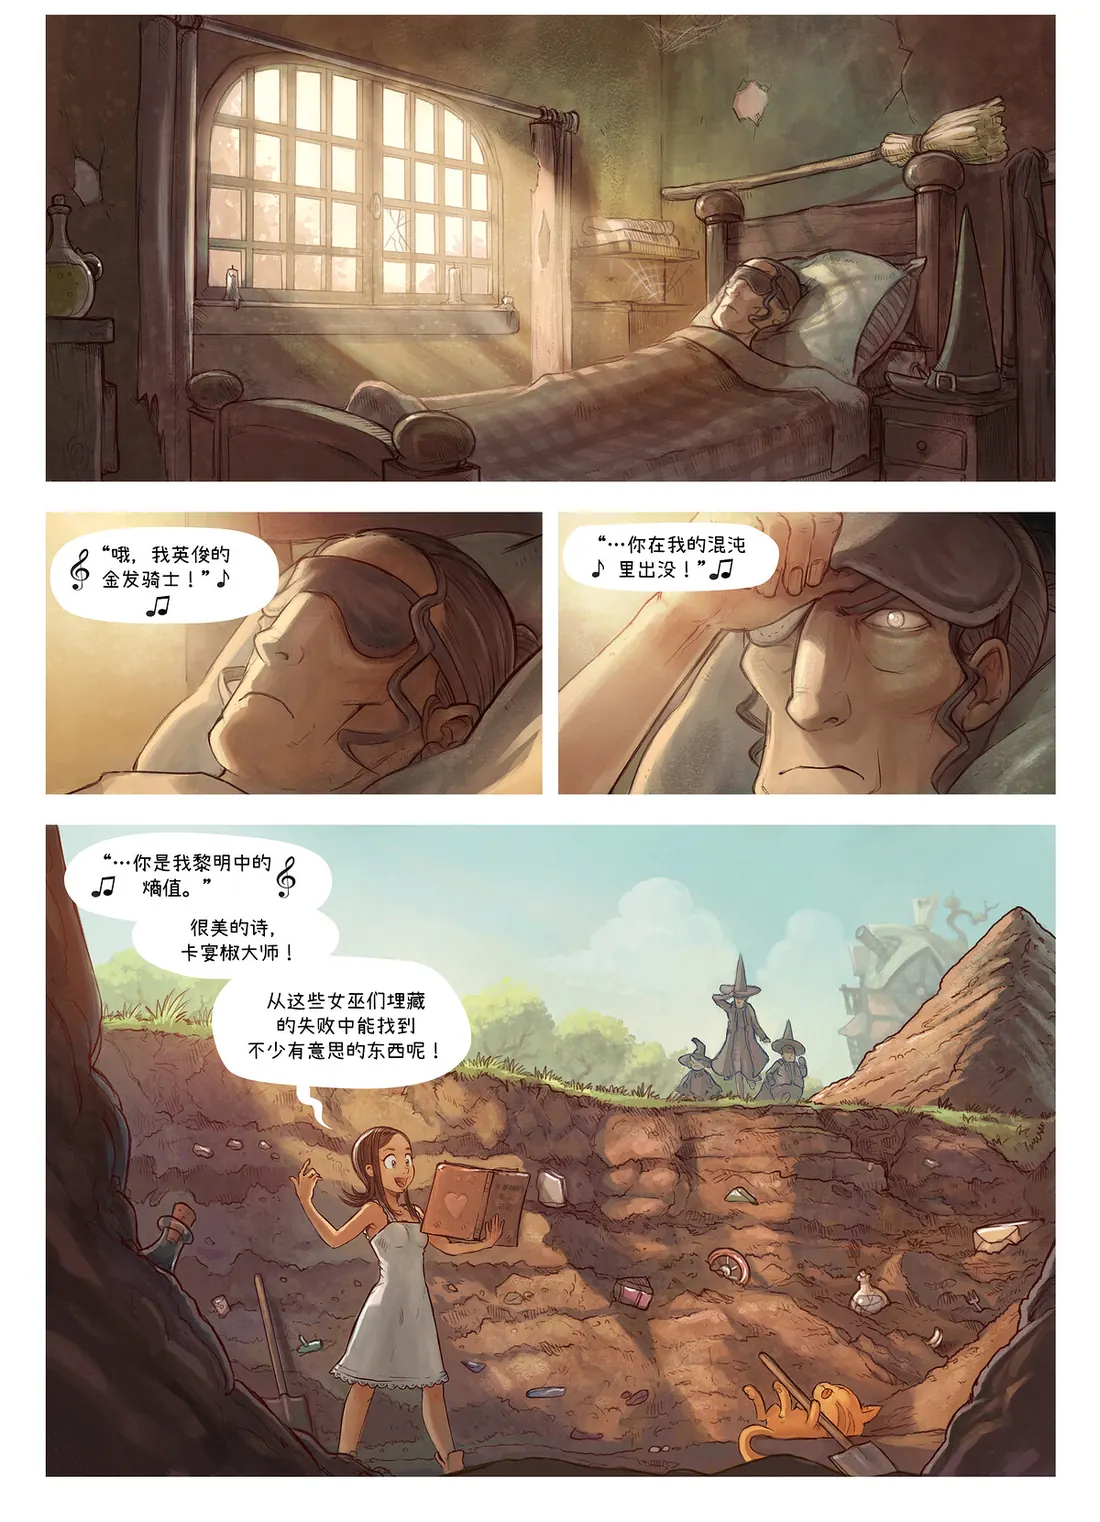 “哦，我英俊的
金发骑士！”
“…你在我的混沌
里出没！”
“…你是我黎明中的
熵值。”
很美的诗，
卡宴椒大师！
从这些女巫们埋藏
的失败中能找到
不少有意思的东西呢！